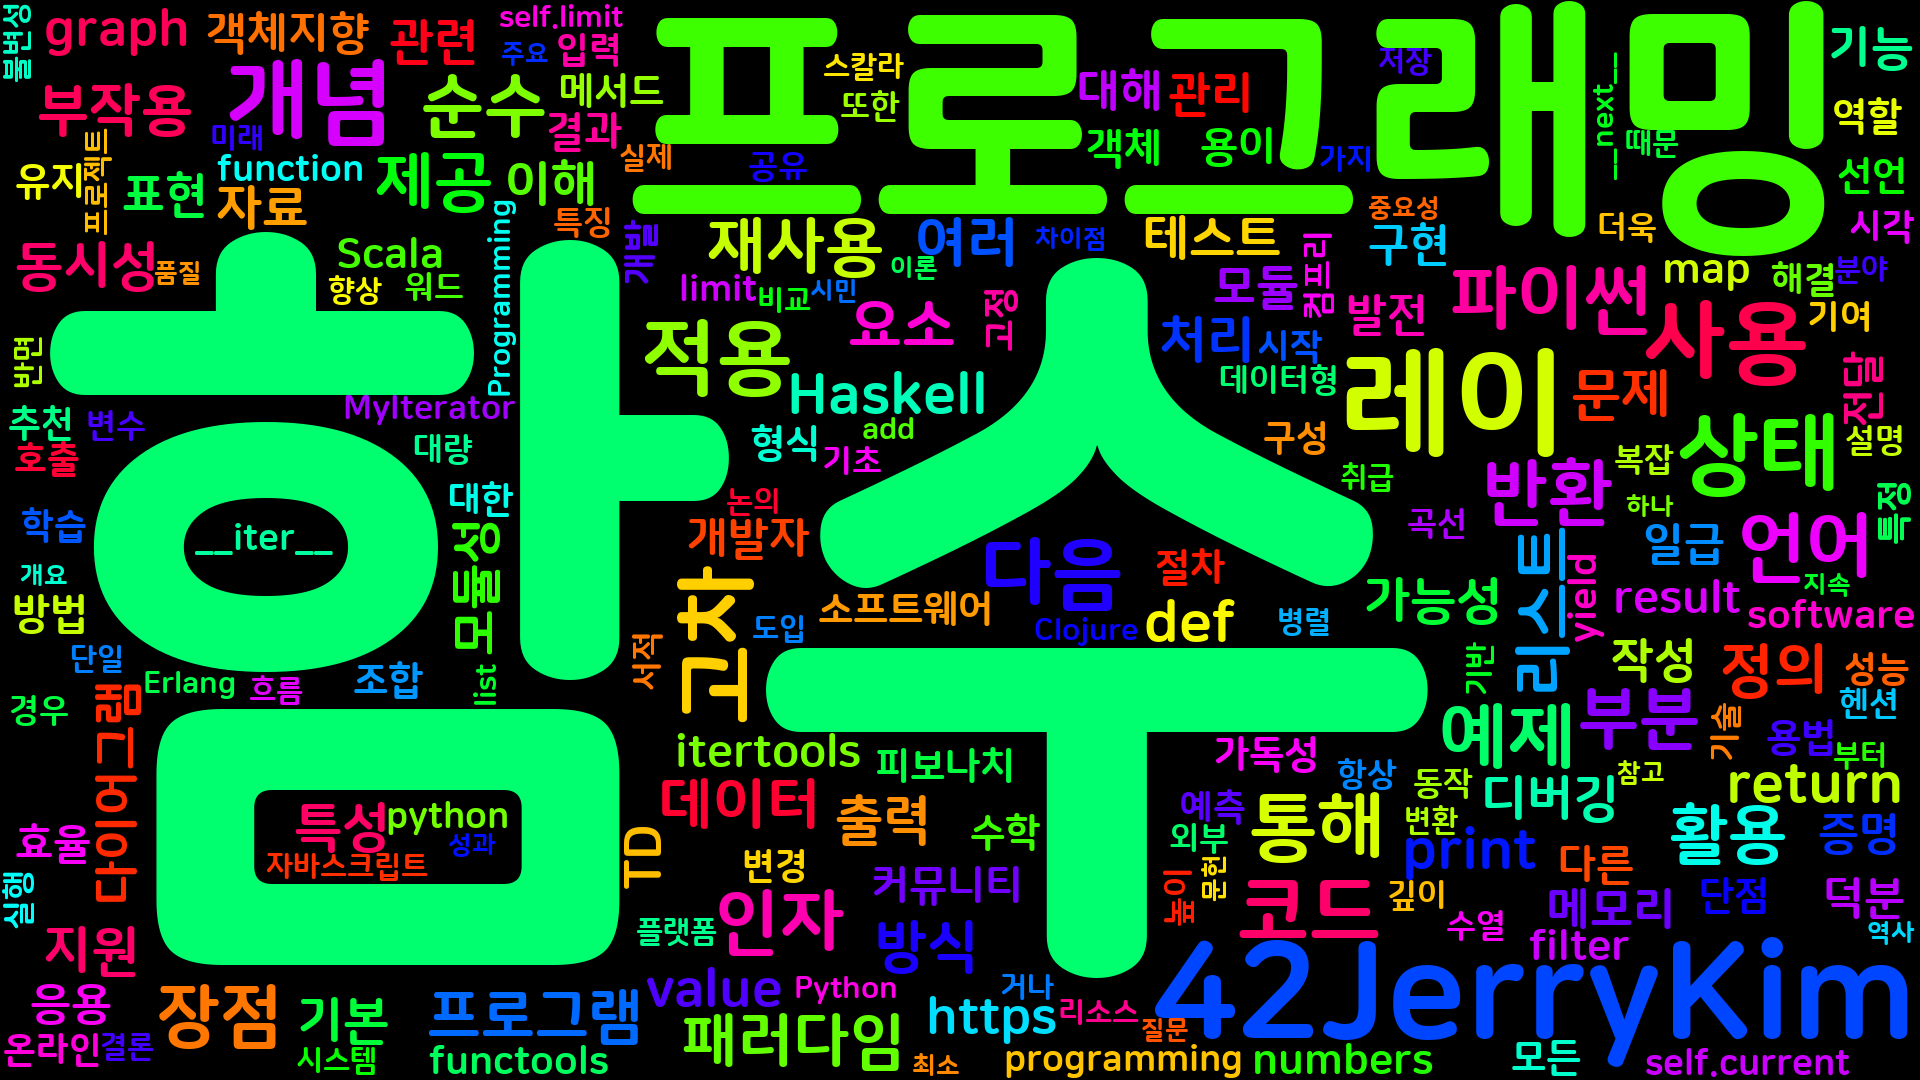 불변성
graph
객체지향
관련
self.limit
주요
입력
프로그래밍
스칼라
저장
기능
부작용
개념
순수
메서드
또한
대해
관리
__next__
역할
미래
결과
객체
용이
때문
프로젝트
유지
표현
function
자료
제공
이해
실제
공유
가지
선언
특징
중요성
더욱
시각
동시성
품질
Scala
향상
워드
Programming
개발
재사용
여러
차이점
이론
테스트
컴프리
구현
map
해결
분야
limit
비교
시민
모듈
파이썬
기여
반면
함수
적용
요소
고정
처리
시작
발전
사용
데이터형
전달
MyIterator
Haskell
레이
문제
추천
변수
호출
대량
형식
add
기초
구성
상태
설명
복잡
취급
반환
하나
특정
학습
__iter__
대한
모듈성
논의
개발자
다음
절차
곡선
리스트
일급
언어
개요
방법
고차
소프트웨어
def
병렬
가능성
yield
result
지속
software
도입
Clojure
단일
Erlang
흐름
조합
list
서적
기반
작성
정의
성능
경우
다이어그램
itertools
피보나치
가독성
예제
부분
기술
용법
헨션
부터
항상
동작
참고
return
특성
python
성과
자바스크립트
데이터
출력
수학
예측
통해
변환
디버깅
활용
증명
효율
TD
변경
외부
print
다른
실행
커뮤니티
높이
문헌
코드
깊이
메모리
단점
덕분
지원
플랫폼
인자
방식
수열
filter
역사
응용
장점
기본
프로그램
value
Python
거나
https
리소스
42JerryKim
질문
온라인
결론
시스템
functools
패러다임
최소
programming
numbers
모든
self.current